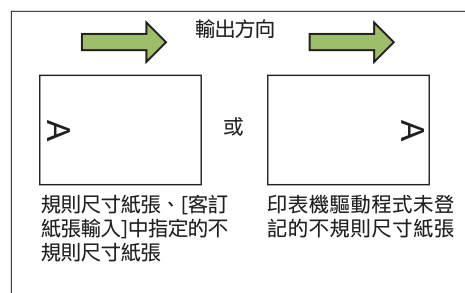 輸出方向
A
或
A
規則尺寸紙張、[客訂
紙張輸入]中指定的不
規則尺寸紙張
印表機驅動程式未登
記的不規則尺寸紙張